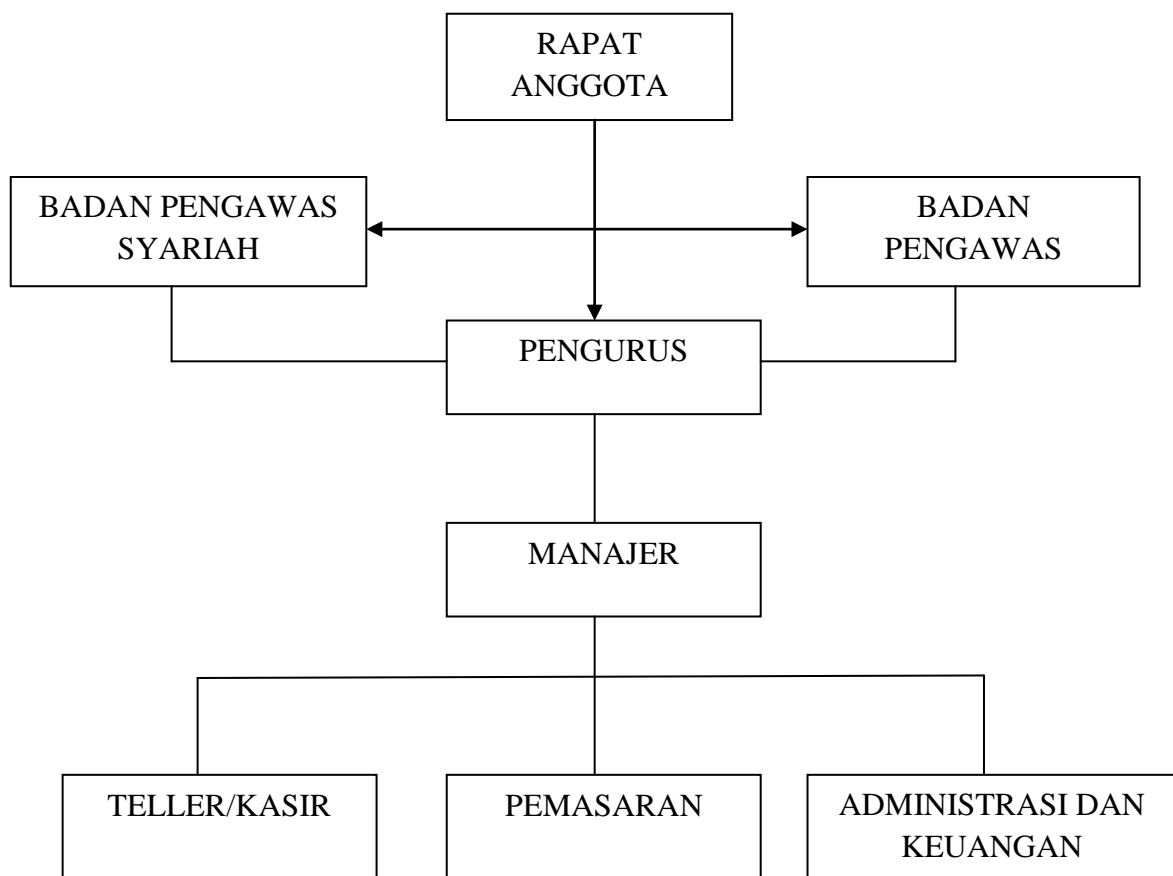 RAPAT
ANGGOTA
BADAN PENGAWAS
SYARIAH
BADAN
PENGAWAS
PENGURUS
MANAJER
TELLER/KASIR
PEMASARAN
ADMINISTRASI DAN
KEUANGAN